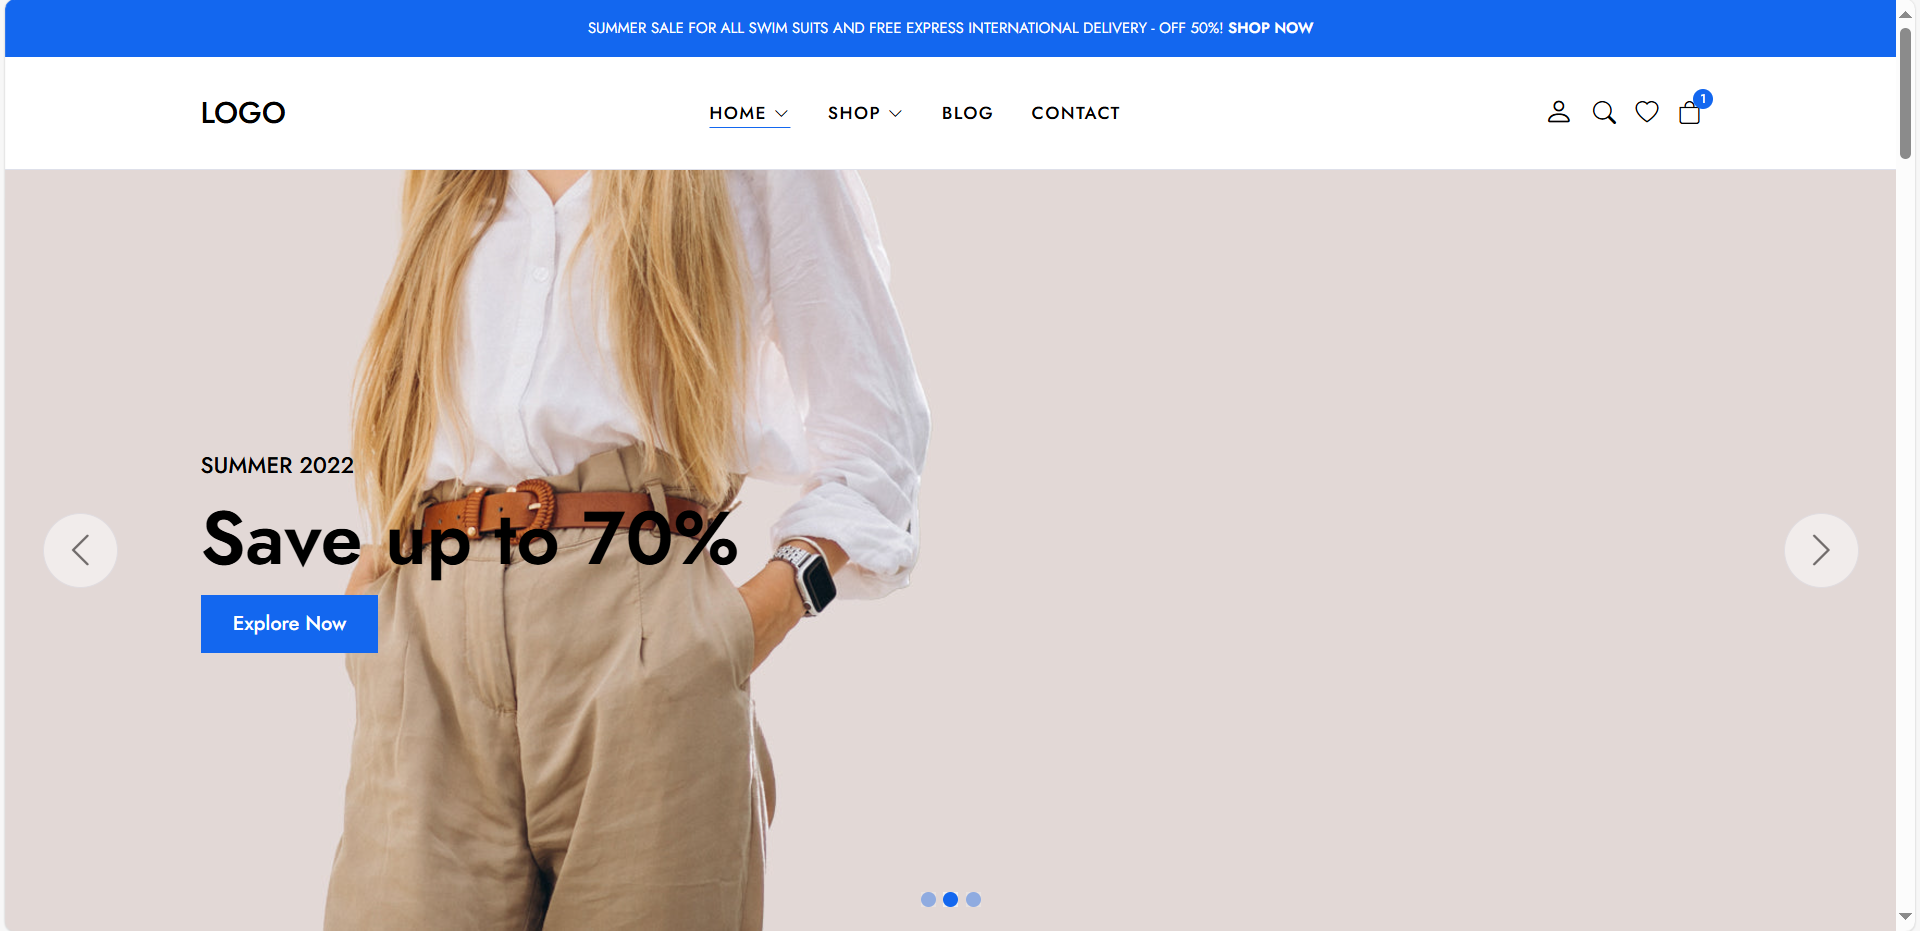 SUMMER SALE FOR ALL SWIM SUITS AND FREE EXPRESS INTERNATIONAL DELIVERY - OFF 50%! SHOP NOW
LOGO HOME SHOP BLOG CONTACT 1
SUMMER 2022
Save up to 70%
Explore Now